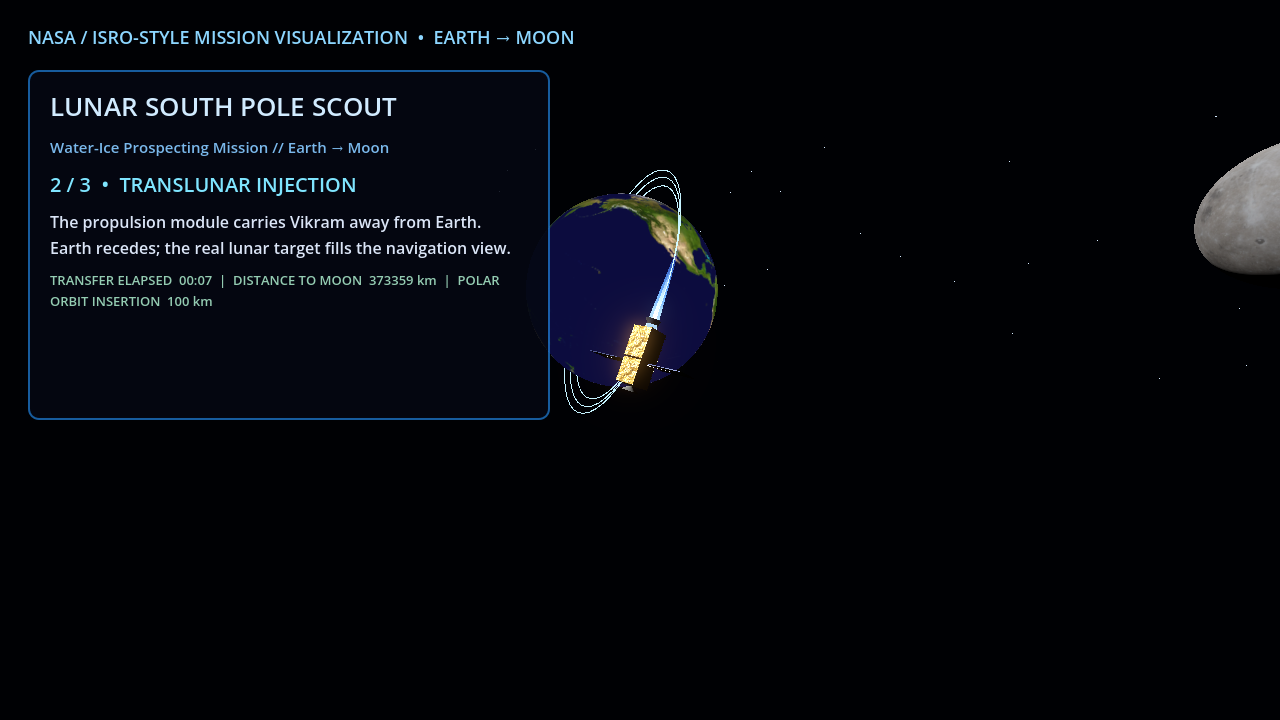 NASA / ISRO-STYLE MISSION VISUALIZATION • EARTH → MOON
LUNAR SOUTH POLE SCOUT
Water-Ice Prospecting Mission // Earth → Moon
2 / 3 • TRANSLUNAR INJECTION
The propulsion module carries Vikram away from Earth.
Earth recedes; the real lunar target fills the navigation view.
TRANSFER ELAPSED 00:07 | DISTANCE TO MOON 373359 km | POLAR
ORBIT INSERTION 100 km